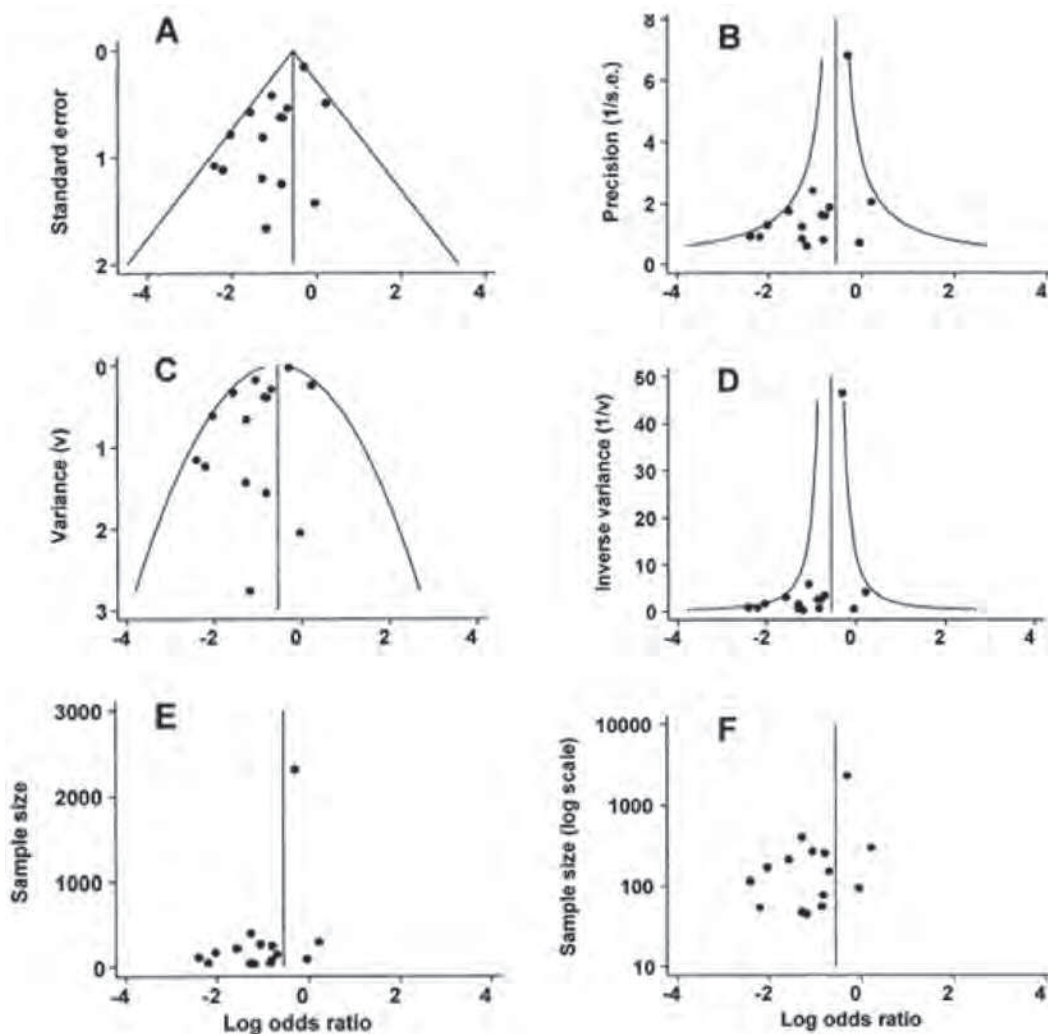 A
Standard error
0
1
2
-4 -2 0 2 4
B
Precision (1/s.e.)
8
6
4
2
0
-4 -2 0 2 4
C
Variance (v)
0
1
2
3
-4 -2 0 2 4
D
Inverse variance (1/v)
50
40
30
20
10
0
-4 -2 0 2 4
E
Sample size
3000
2000
1000
0
-4 -2 0 2 4
Log odds ratio
F
Sample size (log scale)
10000
1000
100
10
-4 -2 0 2 4
Log odds ratio